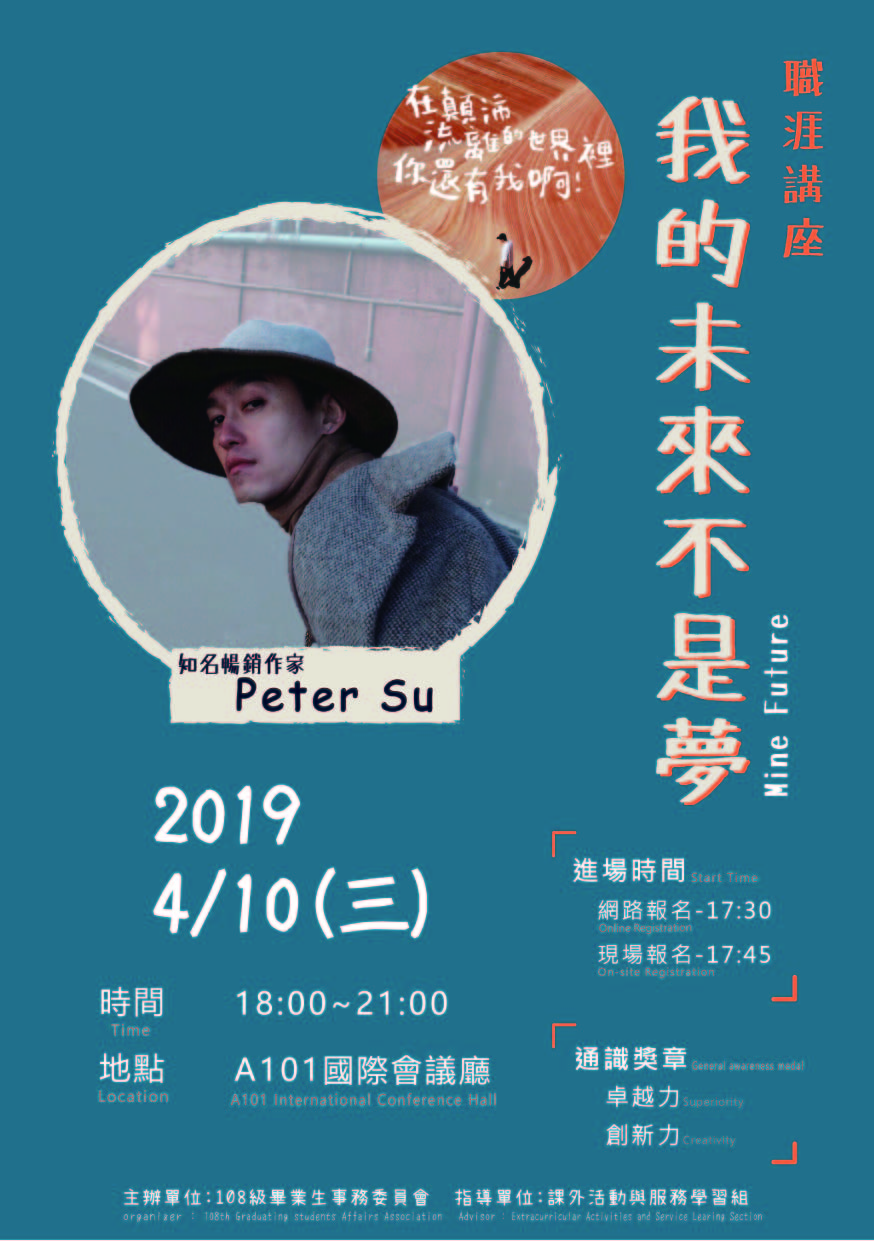 職涯講座
我的未來不是夢
Mine Future
在顛沛
流離的世界裡
你還有我啊!
知名暢銷作家
Peter Su
2019
4/10(三)
時間 18:00~21:00
Time
地點 A101國際會議廳
Location A101 International Conference Hall
進場時間 Start Time
網路報名-17:30
Online Registration
現場報名-17:45
On-site Registration
通識獎章 General awareness medal
卓越力 Superiority
創新力 Creativity
主辦單位:108級畢業生事務委員會 指導單位:課外活動與服務學習組
organizer : 108th Graduating students Affairs Association Advisor : Extracurricular Activities and Service Learing Section